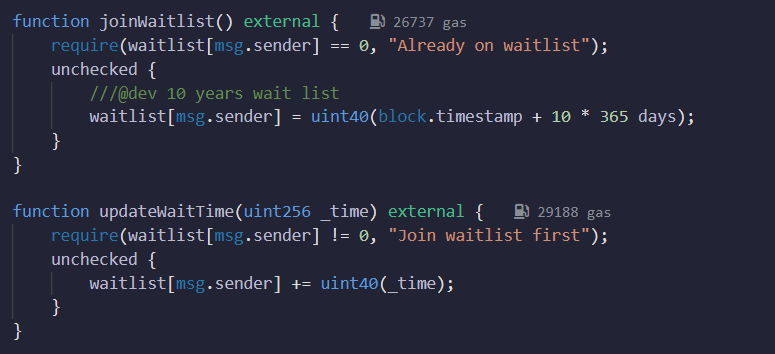 function joinWaitlist() external { 26737 gas
require(waitlist[msg.sender] == 0, "Already on waitlist");
unchecked {
///@dev 10 years wait list
waitlist[msg.sender] = uint40(block.timestamp + 10 * 365 days);
}
}
function updateWaitTime(uint256 _time) external { 29188 gas
require(waitlist[msg.sender] != 0, "Join waitlist first");
unchecked {
waitlist[msg.sender] += uint40(_time);
}
}